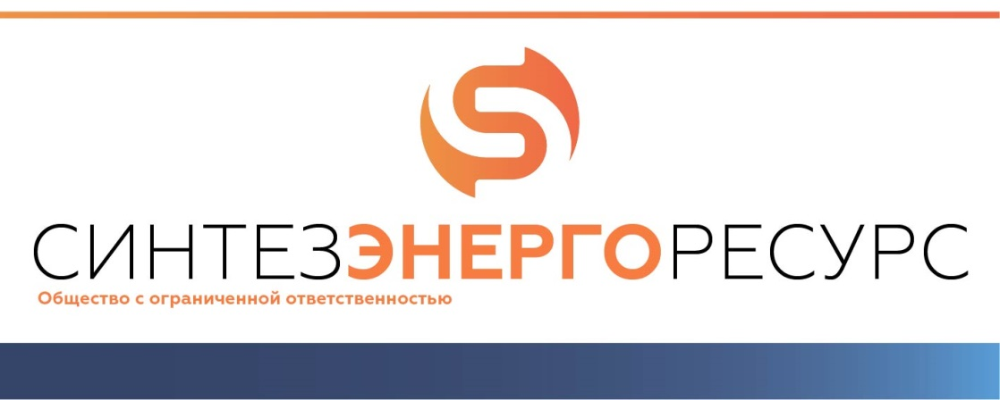 СИНТЕЗЭНЕРГОРЕСУРС
Общество с ограниченной ответственностью